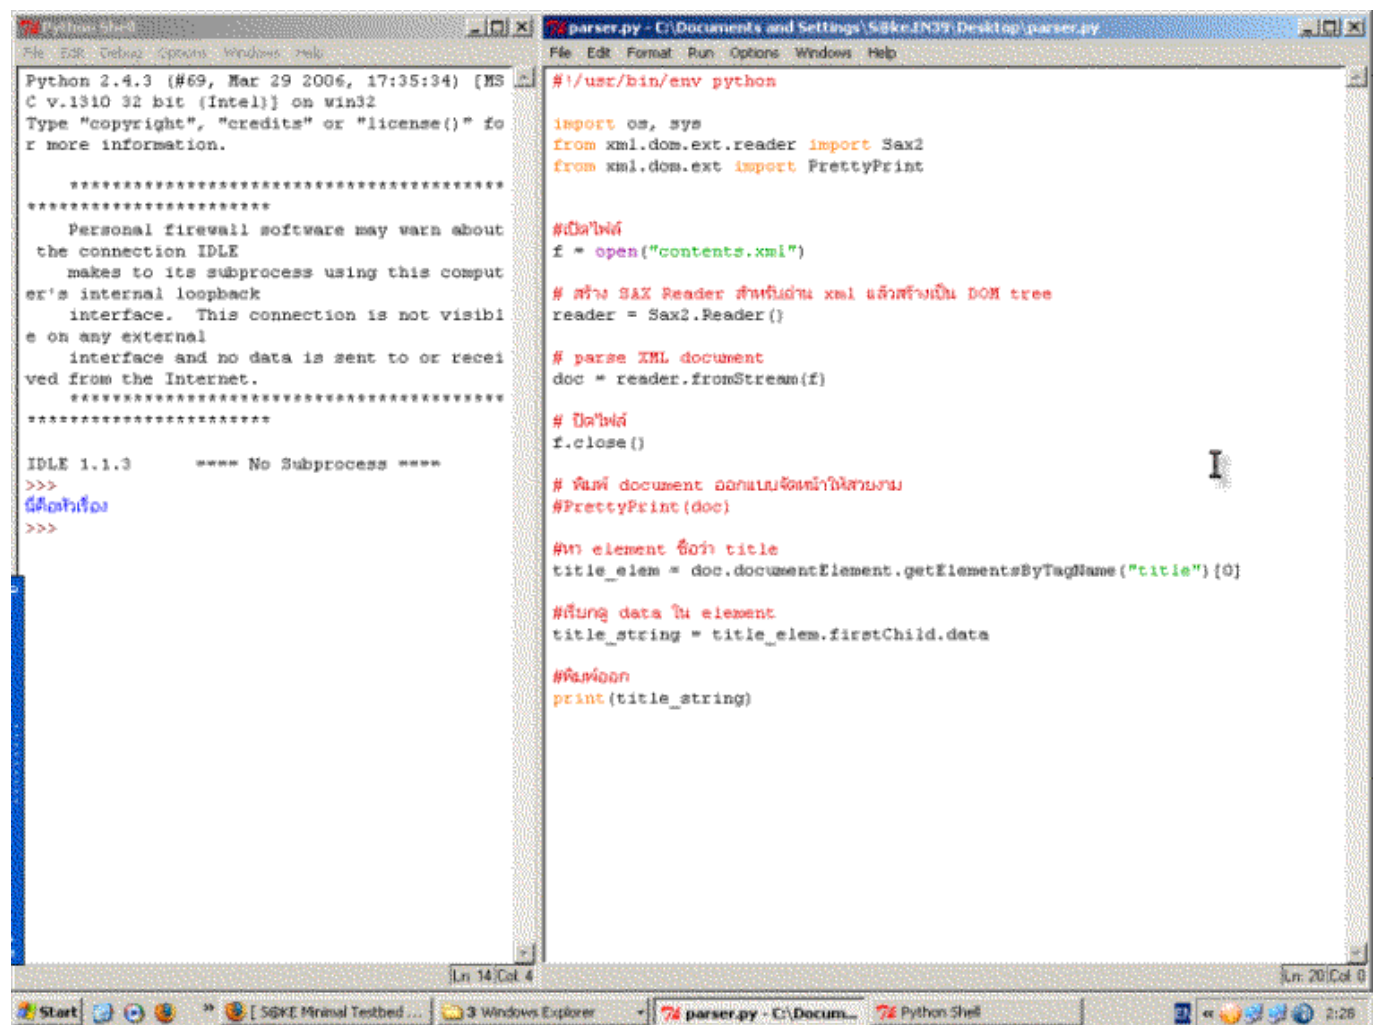 Python Shell
File Edit Debug Options Windows Help
Python 2.4.3 (#69, Mar 29 2006, 17:35:34) [MS
C v.1310 32 bit (Intel)] on win32
Type "copyright", "credits" or "license()" fo
r more information.
*****************************************
***********************
Personal firewall software may warn about
the connection IDLE
makes to its subprocess using this comput
er's internal loopback
interface.  This connection is not visibl
e on any external
interface and no data is sent to or recei
ved from the Internet.
*****************************************
***********************
IDLE 1.1.3      ==== No Subprocess ====
>>>
นี่คือหัวเรื่อง
>>>
Ln: 14 Col: 4
parser.py - C:\Documents and Settings\S@ke.IN39\Desktop\parser.py
File Edit Format Run Options Windows Help
#!/usr/bin/env python
import os, sys
from xml.dom.ext.reader import Sax2
from xml.dom.ext import PrettyPrint
#เปิดไฟล์
f = open("contents.xml")
# สร้าง SAX Reader สำหรับอ่าน xml แล้วสร้างเป็น DOM tree
reader = Sax2.Reader()
# parse XML document
doc = reader.fromStream(f)
# ปิดไฟล์
f.close()
# พิมพ์ document ออกแบบจัดหน้าให้สวยงาม
#PrettyPrint(doc)
#หา element ชื่อว่า title
title_elem = doc.documentElement.getElementsByTagName("title")[0]
#เรียกดู data ใน element
title_string = title_elem.firstChild.data
#พิมพ์ออก
print(title_string)
Ln: 20 Col: 0
Start
[ S@KE Minimal Testbed ...
3 Windows Explorer
parser.py - C:\Docum...
Python Shell
EN
2:28